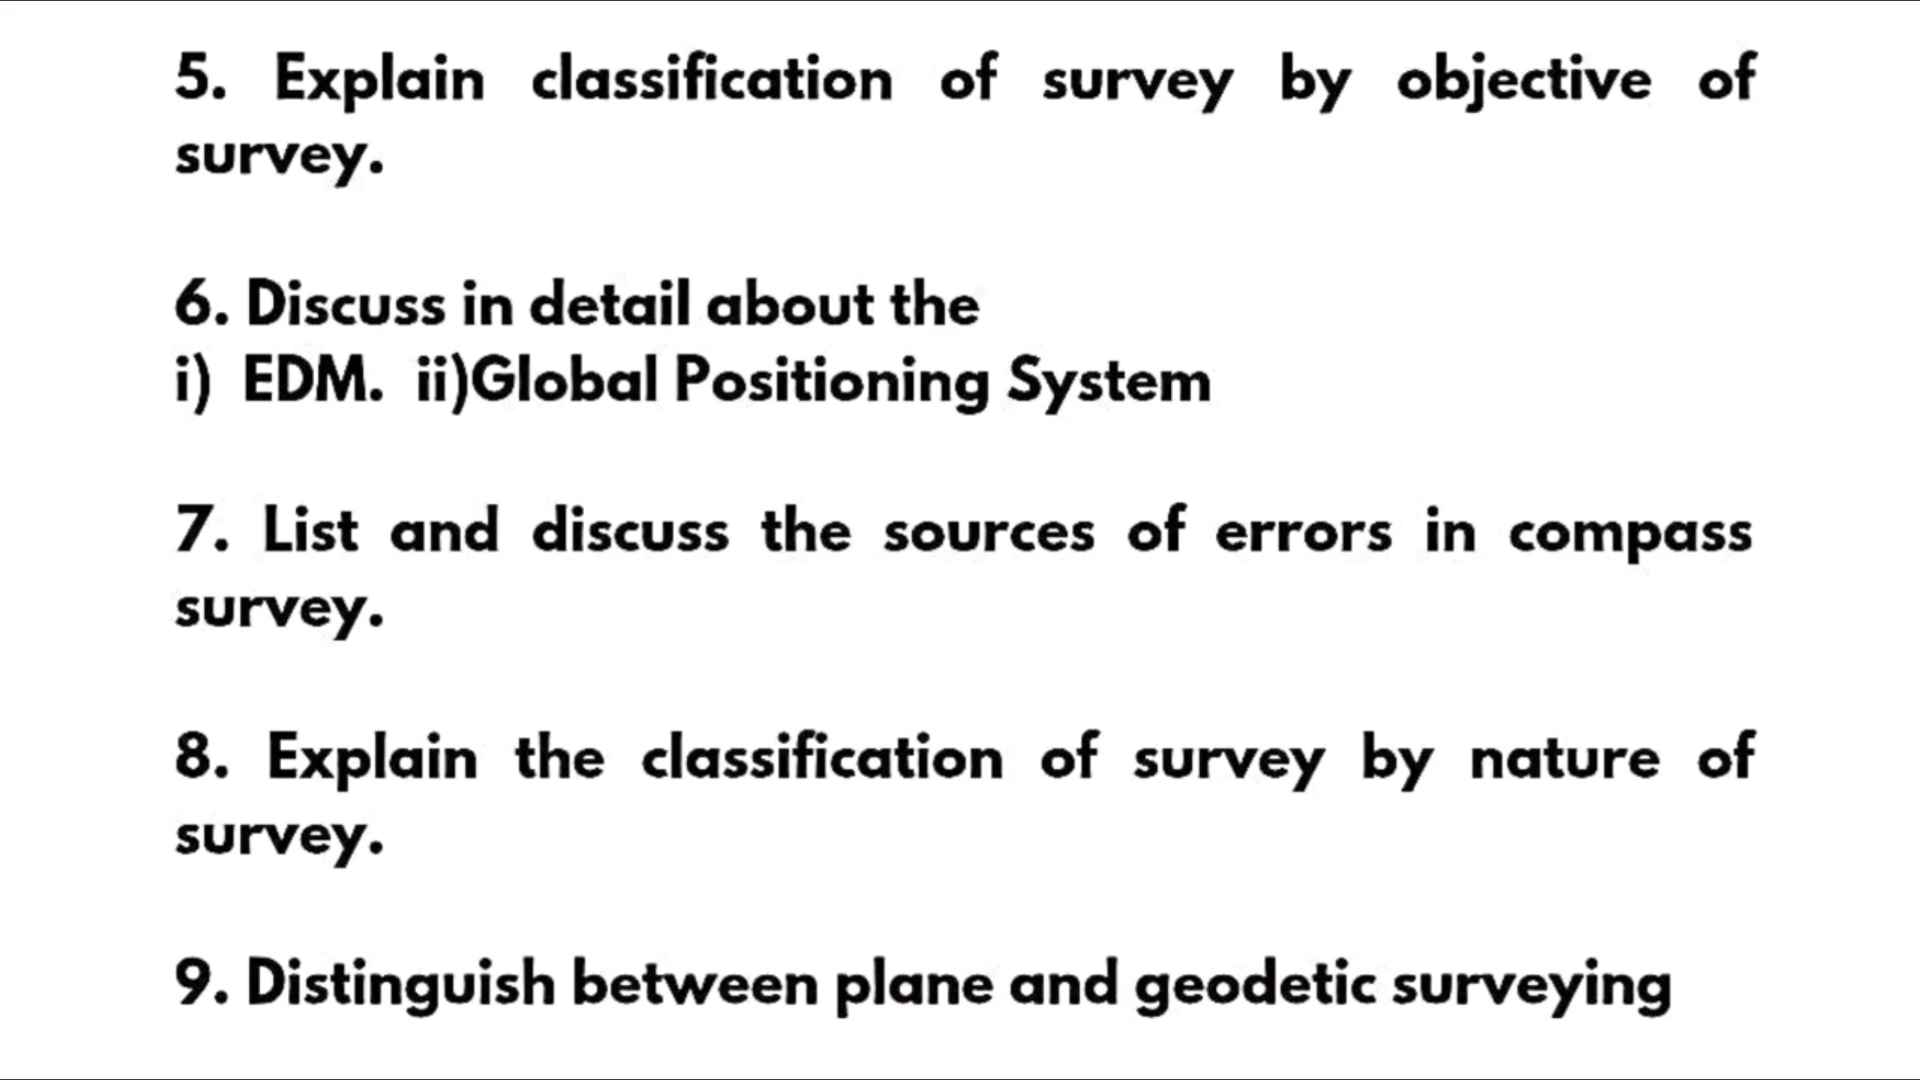 5. Explain classification of survey by objective of
survey.
6. Discuss in detail about the
i) EDM. ii)Global Positioning System
7. List and discuss the sources of errors in compass
survey.
8. Explain the classification of survey by nature of
survey.
9. Distinguish between plane and geodetic surveying